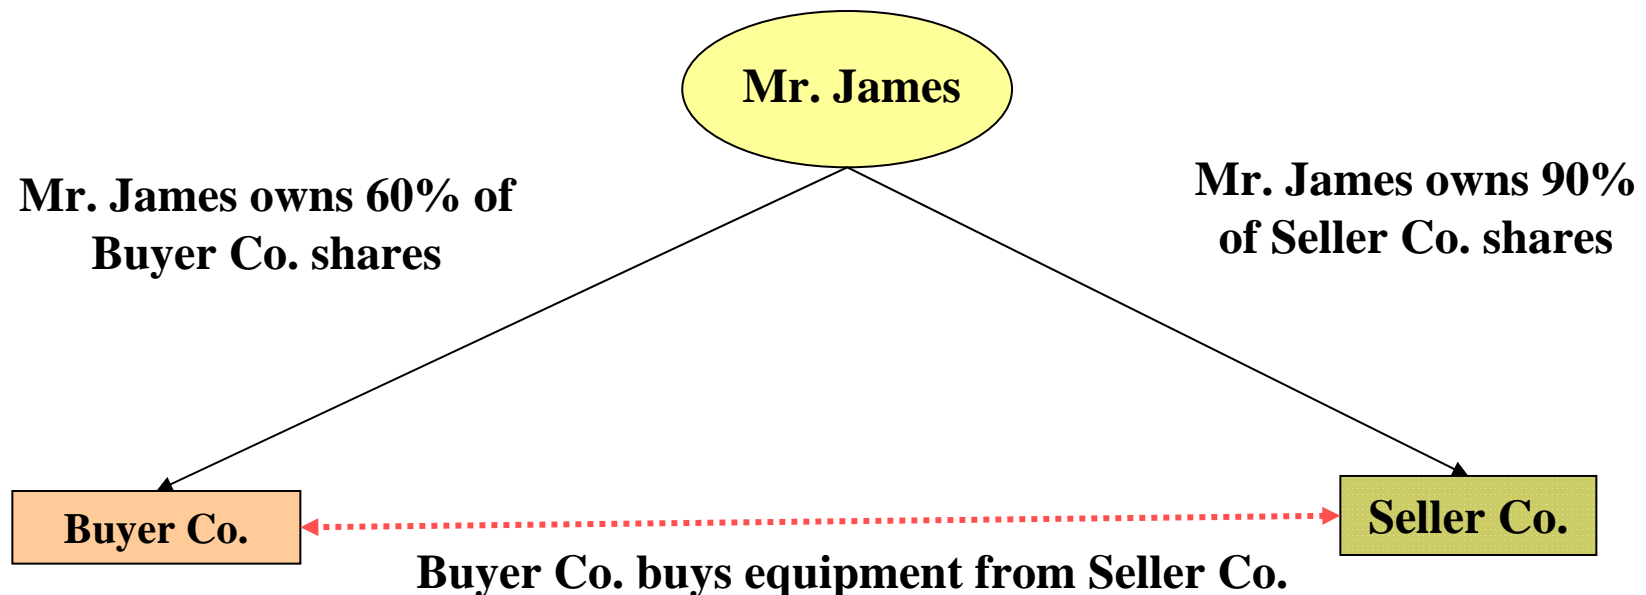 Mr. James
Mr. James owns 60% of
Buyer Co. shares
Mr. James owns 90%
of Seller Co. shares
Buyer Co.
Seller Co.
Buyer Co. buys equipment from Seller Co.